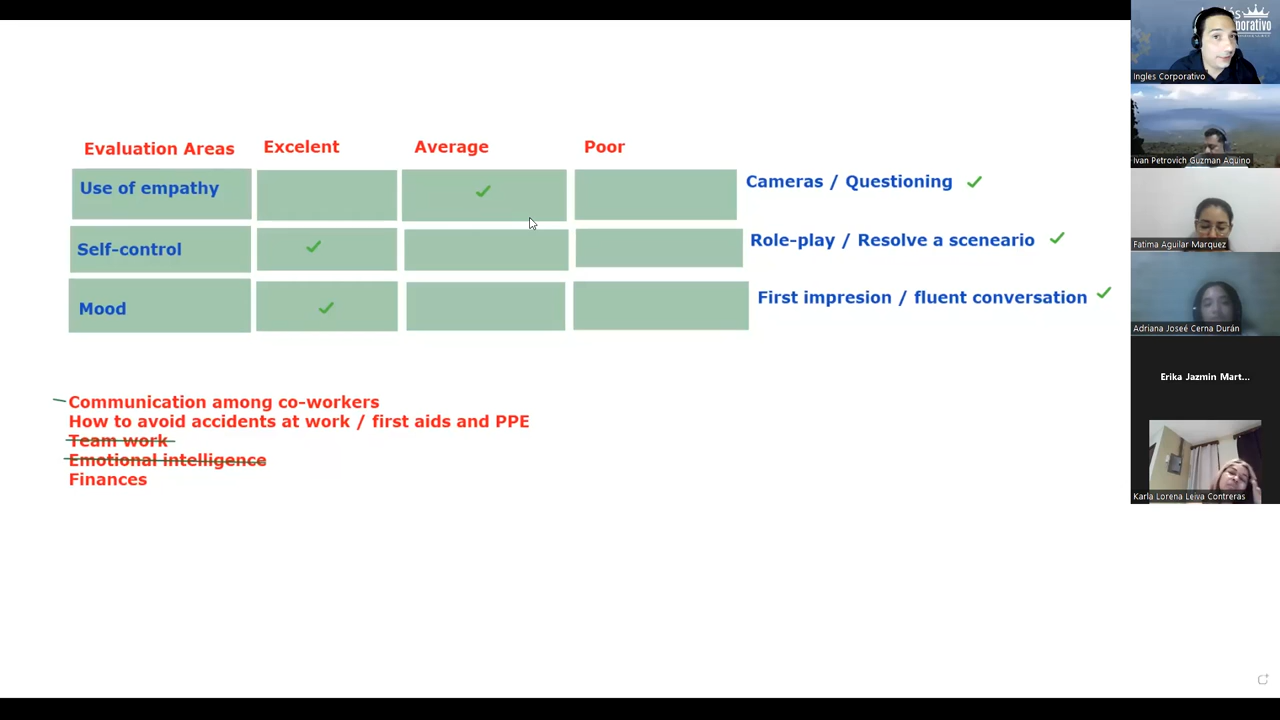 Evaluation Areas Excelent Average Poor
Use of empathy Cameras / Questioning
Self-control Role-play / Resolve a sceneario
Mood First impresion / fluent conversation
Communication among co-workers
How to avoid accidents at work / first aids and PPE
Team work
Emotional intelligence
Finances
Ingles Corporativo
Ivan Petrovich Guzman Aquino
Fatima Aguilar Marquez
Adriana Joseé Cerna Durán
Erika Jazmin Mart...
Karla Lorena Leiva Contreras